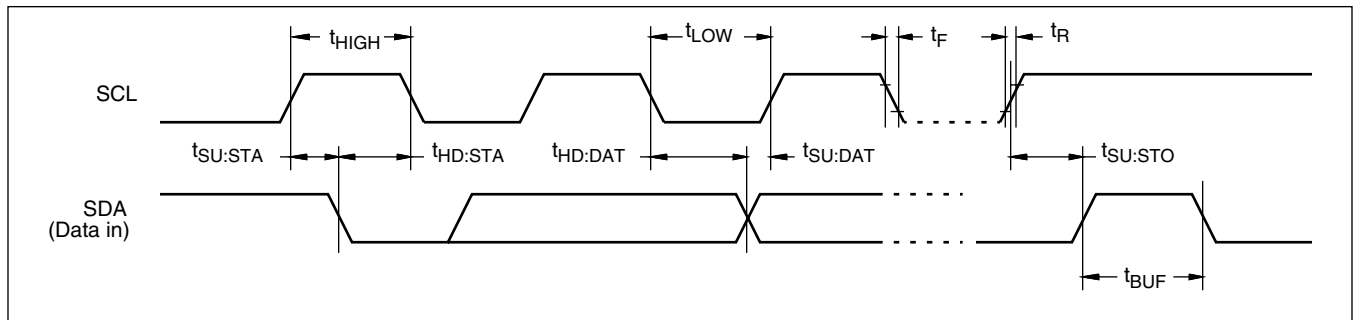 tHIGH
tLOW
tF
tR
SCL
tSU:STA
tHD:STA
tHD:DAT
tSU:DAT
tSU:STO
SDA
(Data in)
tBUF